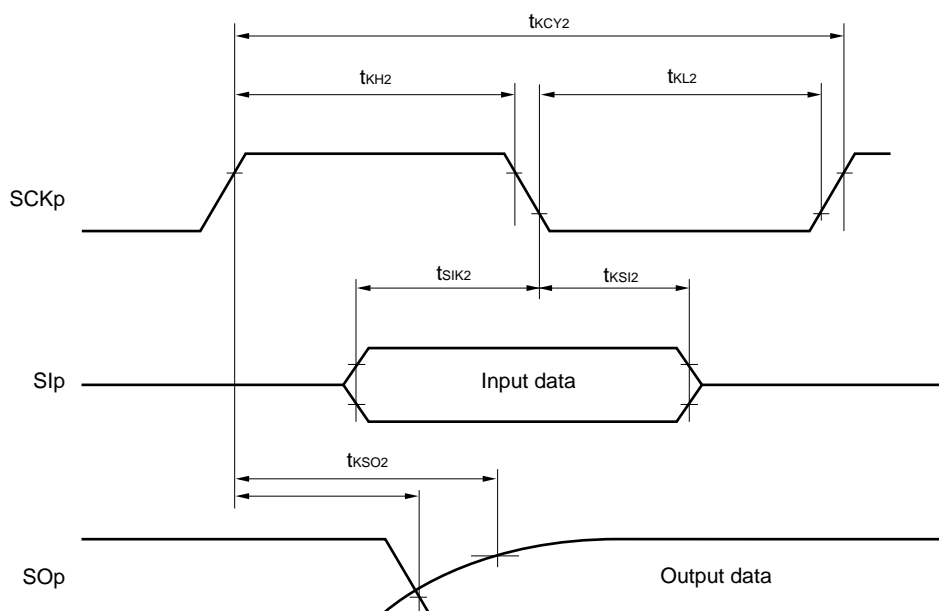 tKCY2
tKH2
tKL2
SCKp
tSIK2
tKSI2
SIp
Input data
tKSO2
SOp
Output data